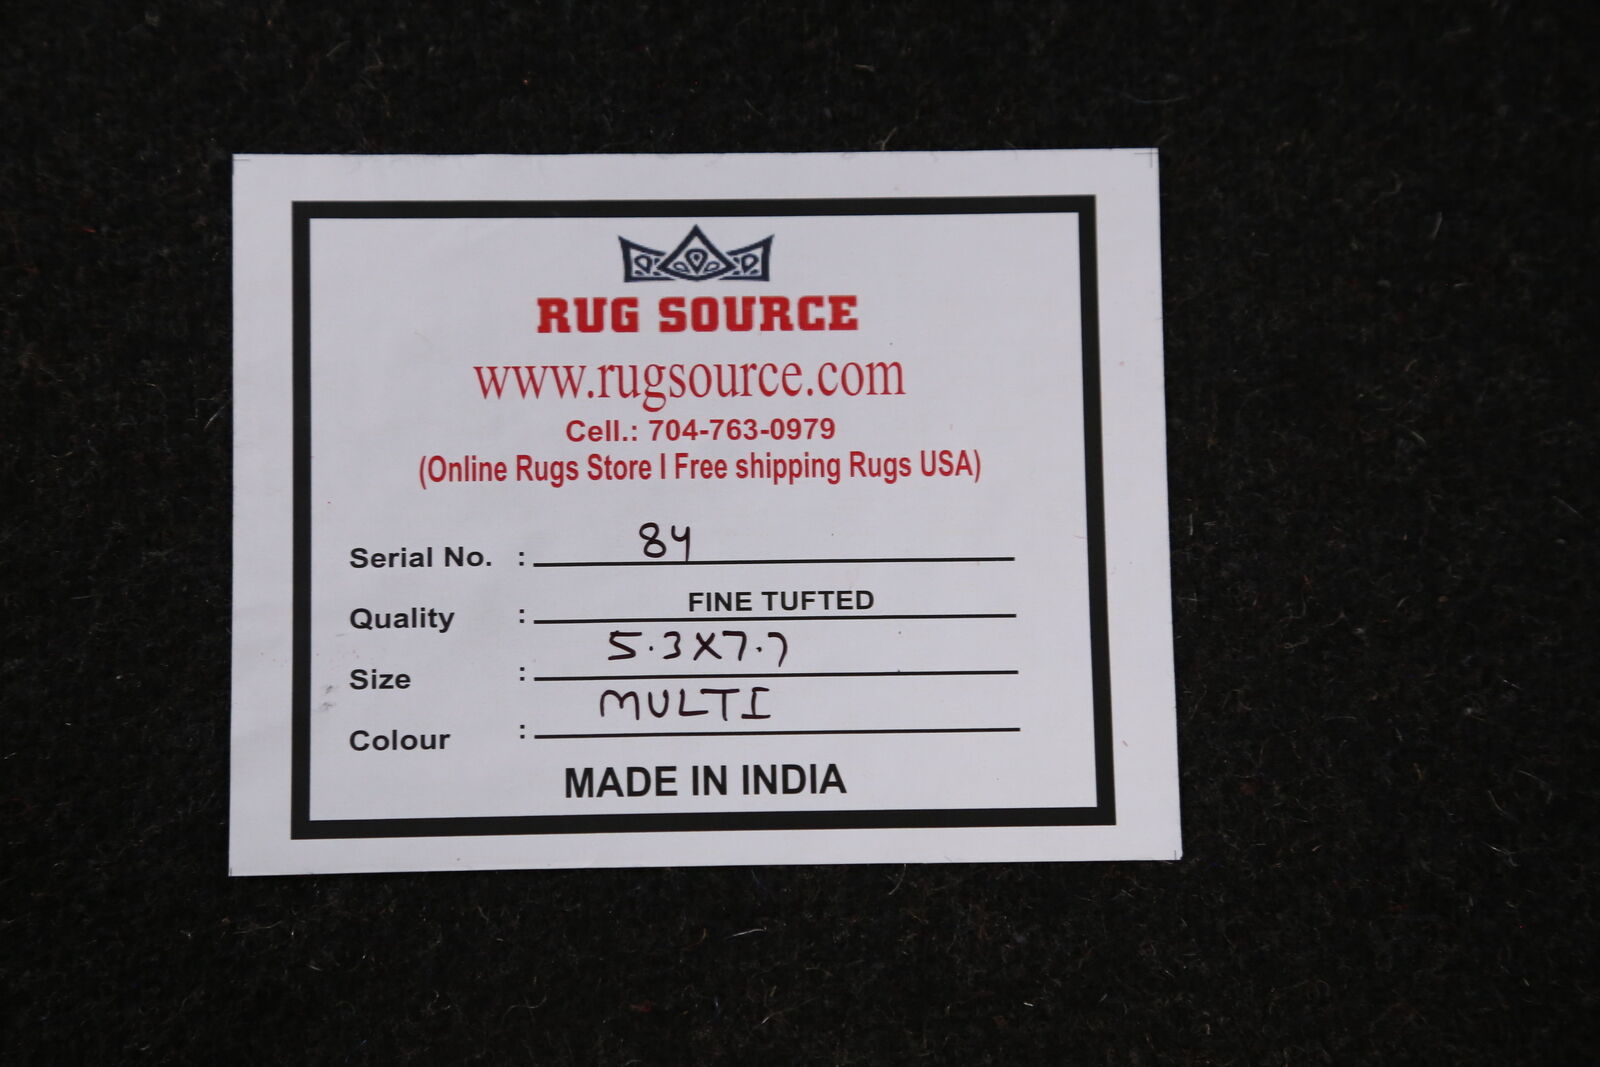 RUG SOURCE
www.rugsource.com
Cell.: 704-763-0979
(Online Rugs Store I Free shipping Rugs USA)
Serial No. : 84
Quality : FINE TUFTED
Size : 5.3X7.7
Colour : MULTI
MADE IN INDIA